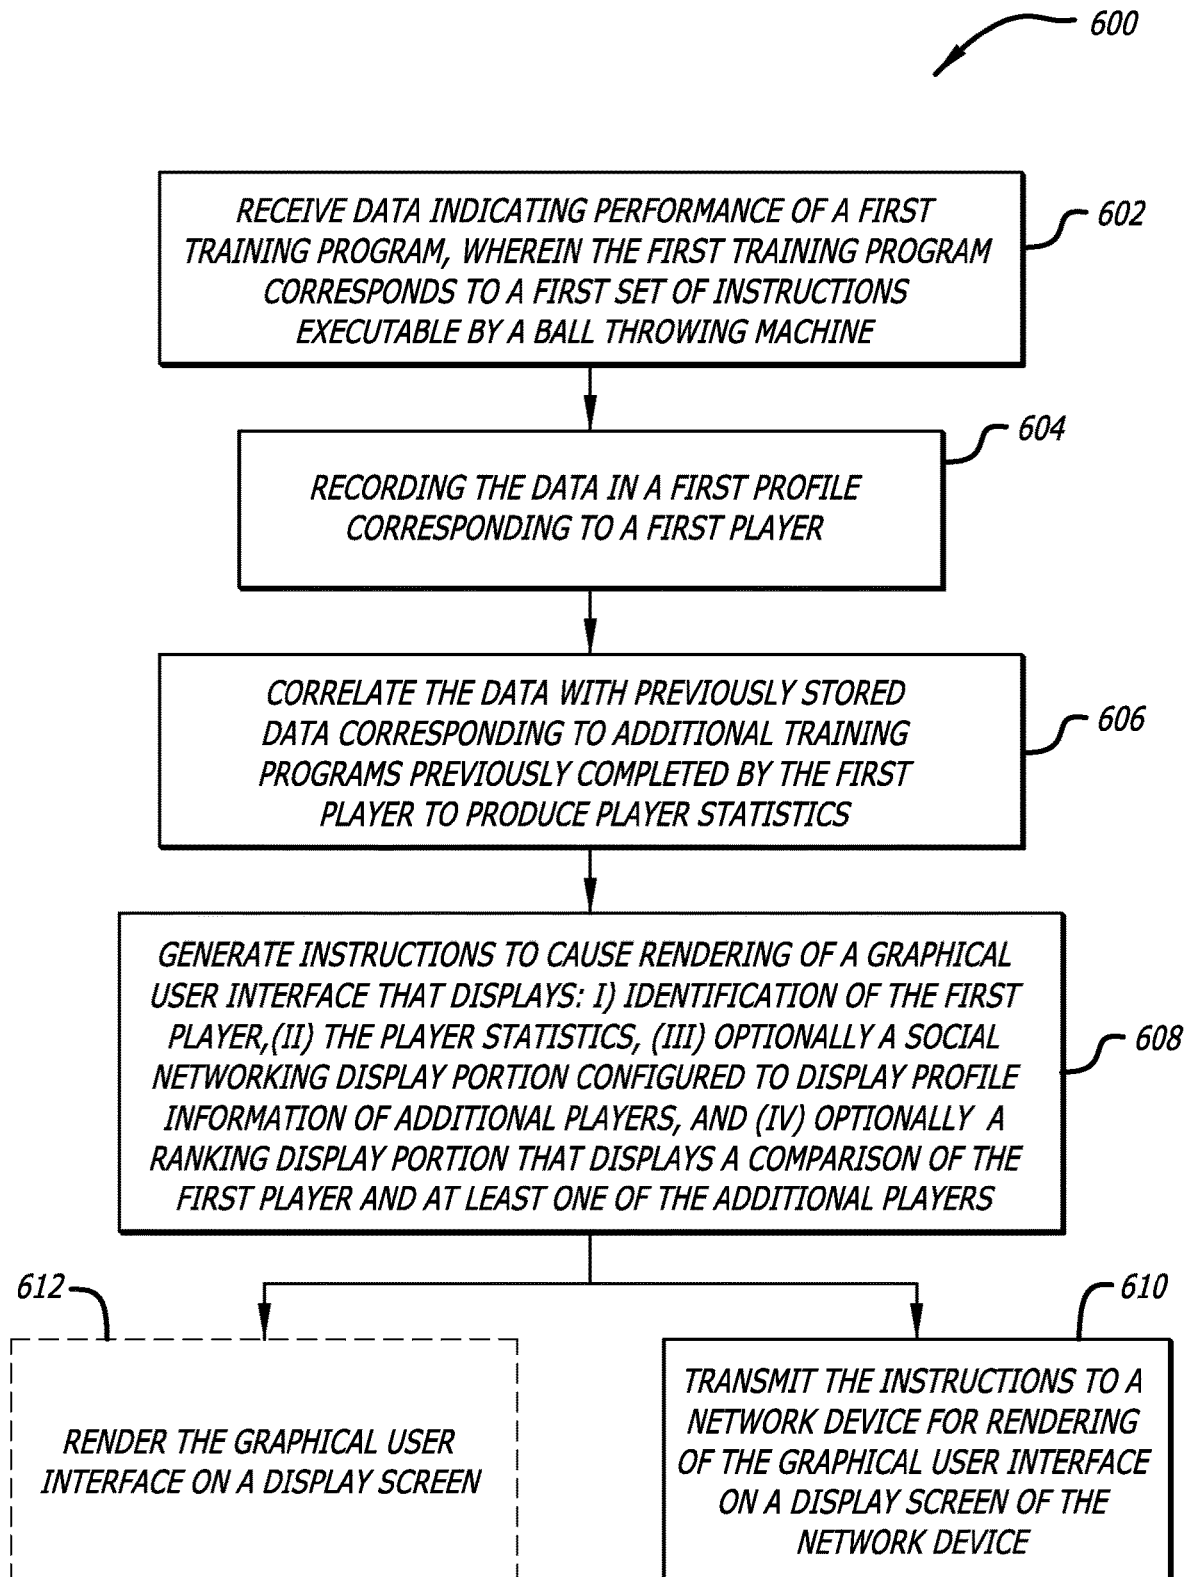 600
RECEIVE DATA INDICATING PERFORMANCE OF A FIRST
TRAINING PROGRAM, WHEREIN THE FIRST TRAINING PROGRAM
CORRESPONDS TO A FIRST SET OF INSTRUCTIONS
EXECUTABLE BY A BALL THROWING MACHINE
602
RECORDING THE DATA IN A FIRST PROFILE
CORRESPONDING TO A FIRST PLAYER
604
CORRELATE THE DATA WITH PREVIOUSLY STORED
DATA CORRESPONDING TO ADDITIONAL TRAINING
PROGRAMS PREVIOUSLY COMPLETED BY THE FIRST
PLAYER TO PRODUCE PLAYER STATISTICS
606
GENERATE INSTRUCTIONS TO CAUSE RENDERING OF A GRAPHICAL
USER INTERFACE THAT DISPLAYS: I) IDENTIFICATION OF THE FIRST
PLAYER,(II) THE PLAYER STATISTICS, (III) OPTIONALLY A SOCIAL
NETWORKING DISPLAY PORTION CONFIGURED TO DISPLAY PROFILE
INFORMATION OF ADDITIONAL PLAYERS, AND (IV) OPTIONALLY A
RANKING DISPLAY PORTION THAT DISPLAYS A COMPARISON OF THE
FIRST PLAYER AND AT LEAST ONE OF THE ADDITIONAL PLAYERS
608
612
RENDER THE GRAPHICAL USER
INTERFACE ON A DISPLAY SCREEN
610
TRANSMIT THE INSTRUCTIONS TO A
NETWORK DEVICE FOR RENDERING
OF THE GRAPHICAL USER INTERFACE
ON A DISPLAY SCREEN OF THE
NETWORK DEVICE